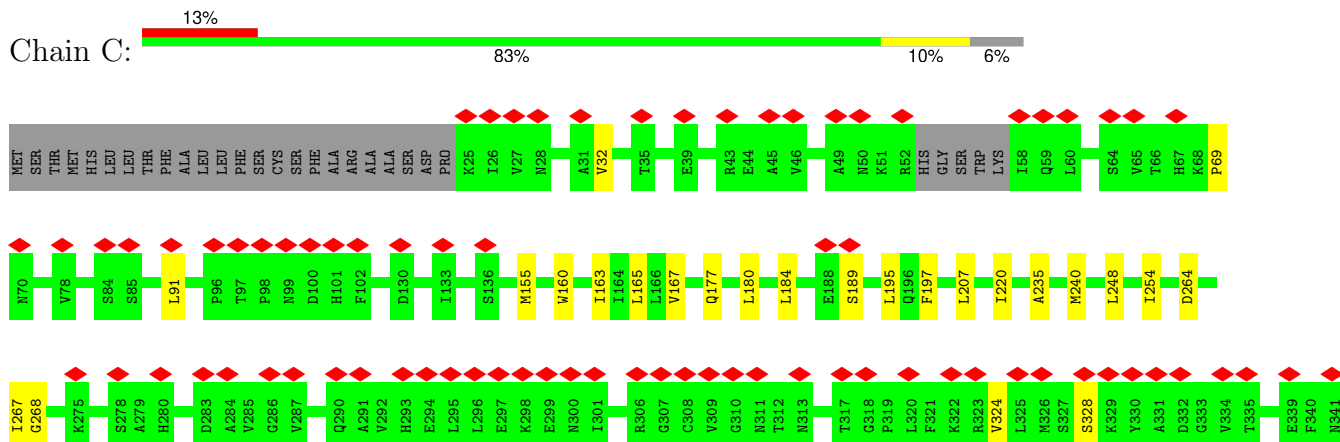 13%
Chain C:
83% 10% 6%
MET SER THR MET HIS LEU LEU THR PHE ALA LEU LEU PHE SER CYS SER PHE ALA ARG ALA ALA SER ASP PRO K25 I26 V27 N28 A31 V32 T35 E39 R43 E44 A45 V46 A49 N50 K51 R52 HIS GLY SER TRP LYS I58 Q59 L60 S64 V65 T66 H67 K68 P69
N70 V78 S84 S85 L91 P96 T97 P98 N99 D100 H101 F102 D130 I133 S136 M155 W160 I163 I164 L165 L166 V167 Q177 L180 L184 E188 S189 L195 Q196 F197 L207 I220 A235 M240 L248 I254 D264
I267 G268 K275 S278 A279 H280 D283 A284 V285 G286 V287 Q290 A291 V292 H293 E294 L295 L296 E297 K298 E299 N300 I301 R306 G307 C308 V309 G310 N311 T312 N313 T317 G318 P319 L320 F321 K322 R323 V324 L325 M326 S327 S328 K329 Y330 A331 D332 G333 V334 T335 E339 F340 N341